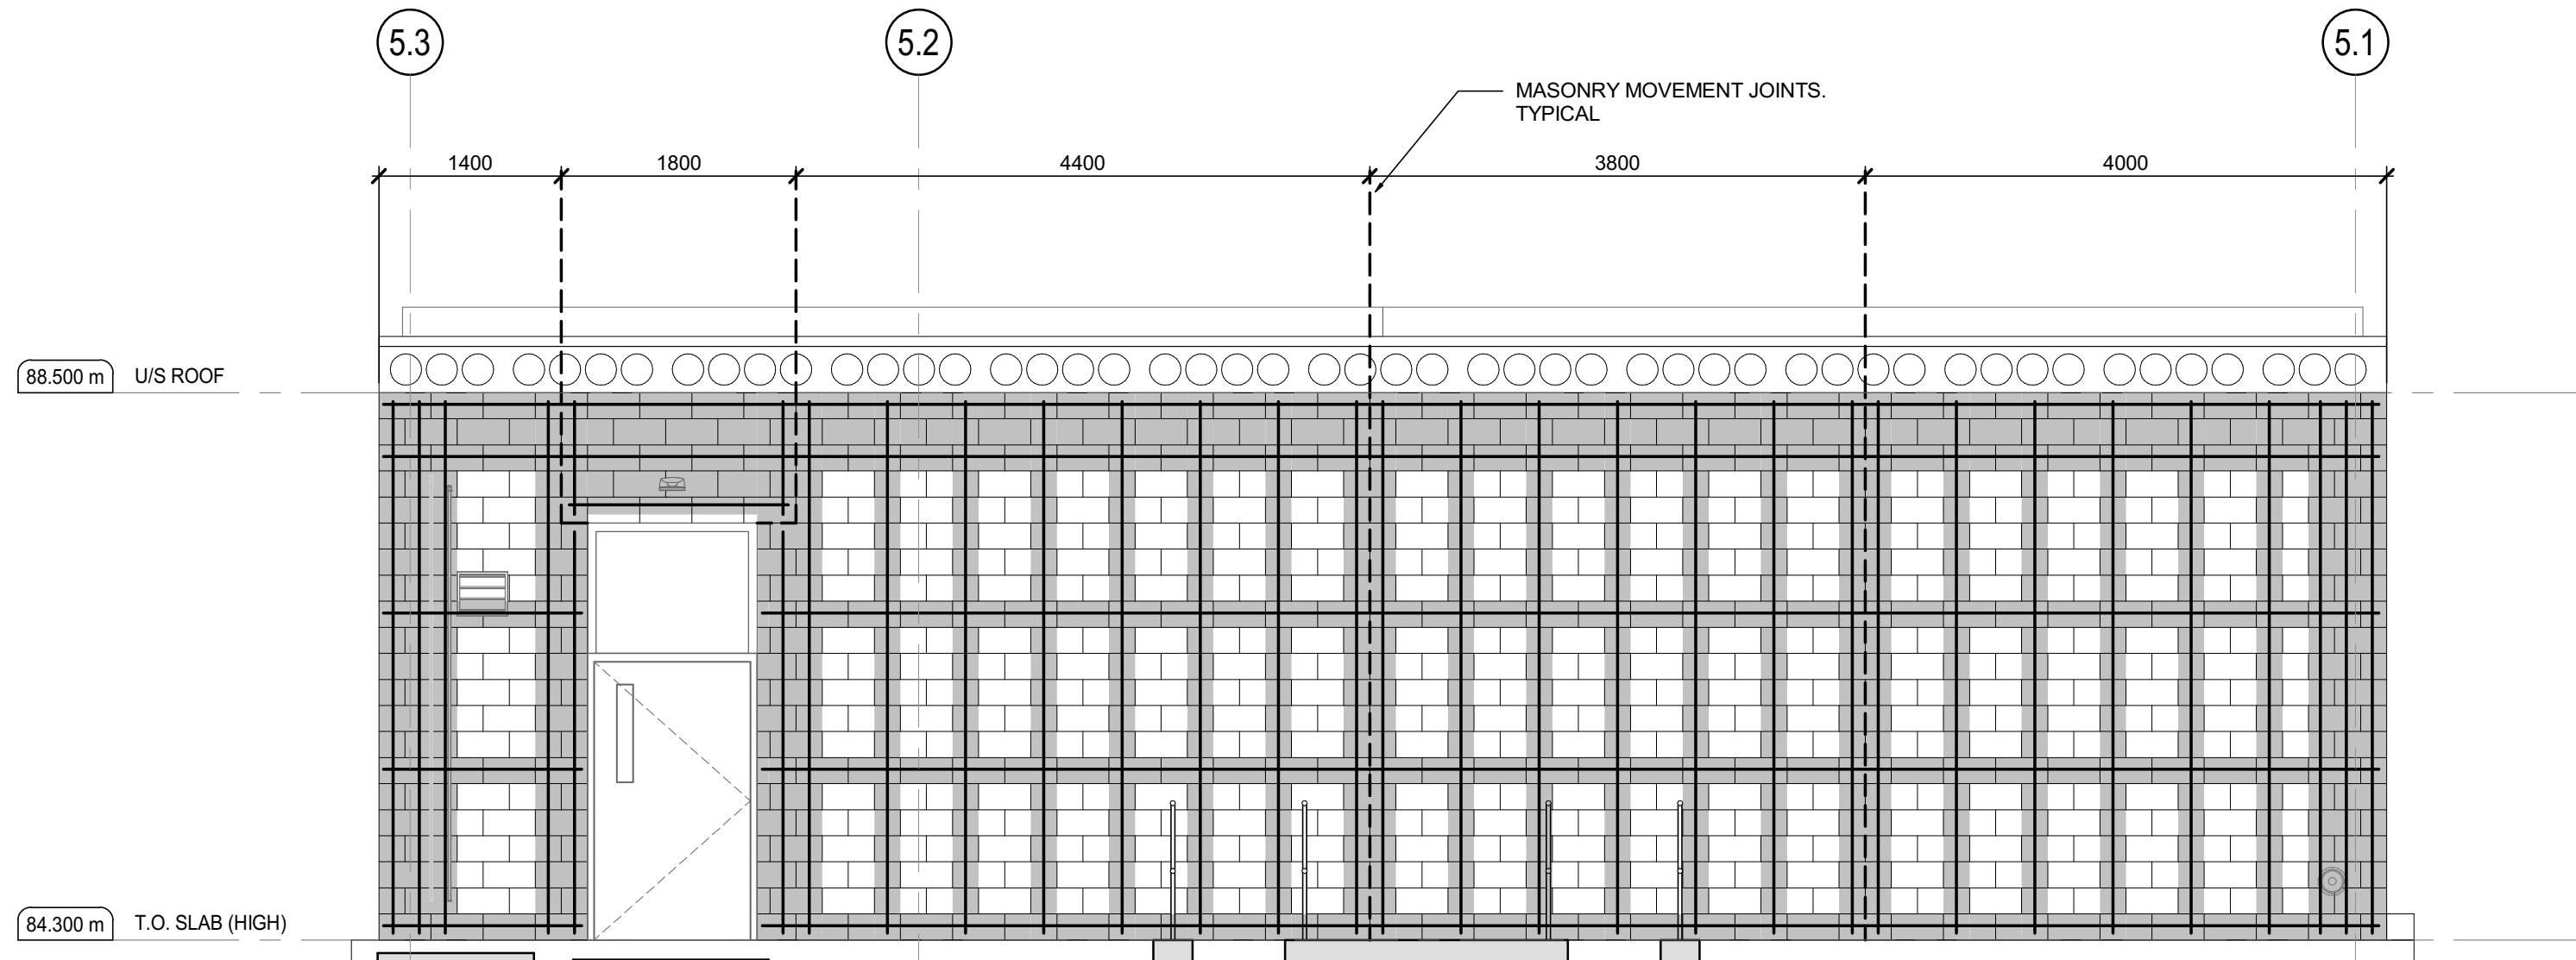 5.3
5.2
5.1
MASONRY MOVEMENT JOINTS.
TYPICAL
1400
1800
4400
3800
4000
88.500 m
U/S ROOF
84.300 m
T.O. SLAB (HIGH)